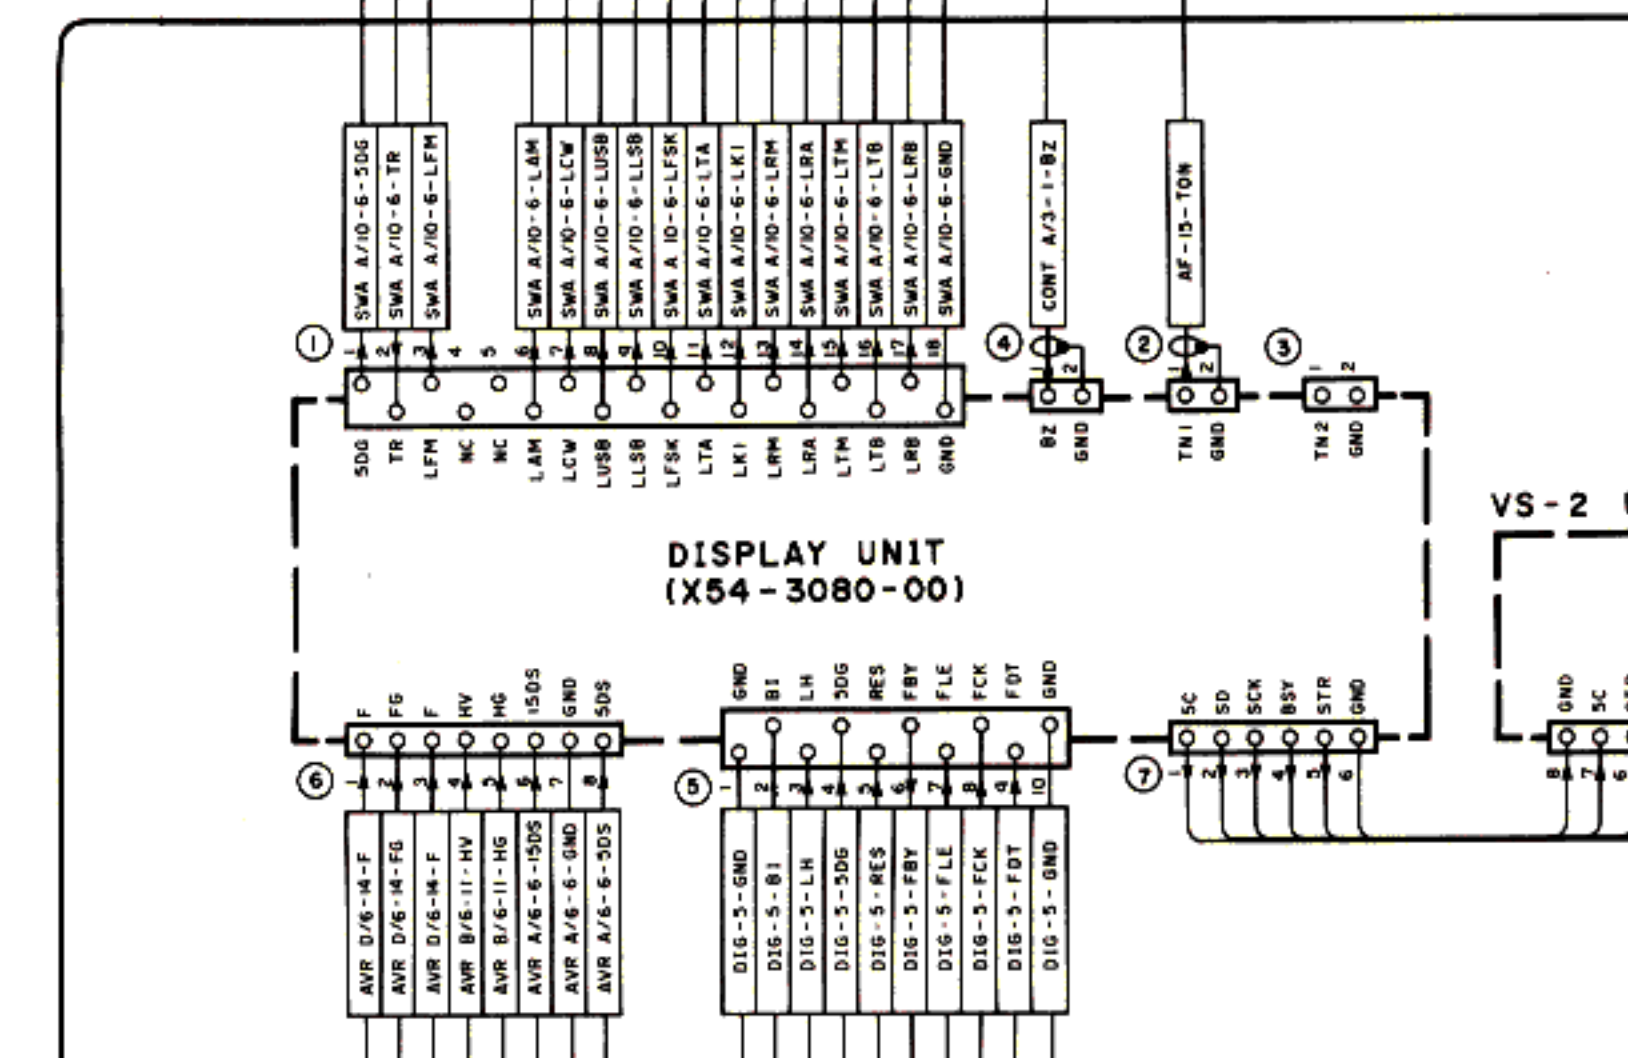 SWA A/10-6-5DG
SWA A/10-6-TR
SWA A/10-6-LFM
SWA A/10-6-LAM
SWA A/10-6-LCW
SWA A/10-6-LUSB
SWA A/10-6-LLSB
SWA A 10-6-LFSK
SWA A/10-6-LTA
SWA A/10-6-LK1
SWA A/10-6-LRM
SWA A/10-6-LRA
SWA A/10-6-LTM
SWA A/10-6-LTB
SWA A/10-6-LRB
SWA A/10-6-GND
CONT A/3-1-BZ
AF-15-TON
1
1 2 3 4 5 6 7 8 9 10 11 12 13 14 15 16 17 18
4
1 2
2
1 2
3
1 2
5DG TR LFM NC NC LAM LCW LUSB LLSB LFSK LTA LK1 LRM LRA LTM LTB LRB GND
BZ GND
TN1 GND
TN2 GND
VS-2
DISPLAY UNIT
(X54-3080-00)
F FG F HV HG 15DS GND 5DS
GND B1 LH 5DG RES FBY FLE FCK FDT GND
SC SD SCK BSY STR GND
GND SC
6
1 2 3 4 5 6 7 8
5
1 2 3 4 5 6 7 8 9 10
7
1 2 3 4 5 6
8 7 6
AVR D/6-14-F
AVR D/6-14-FG
AVR D/6-14-F
AVR B/6-11-HV
AVR B/6-11-HG
AVR A/6-6-15DS
AVR A/6-6-GND
AVR A/6-6-5DS
DIG-5-GND
DIG-5-B1
DIG-5-LH
DIG-5-5DG
DIG-5-RES
DIG-5-FBY
DIG-5-FLE
DIG-5-FCK
DIG-5-FDT
DIG-5-GND